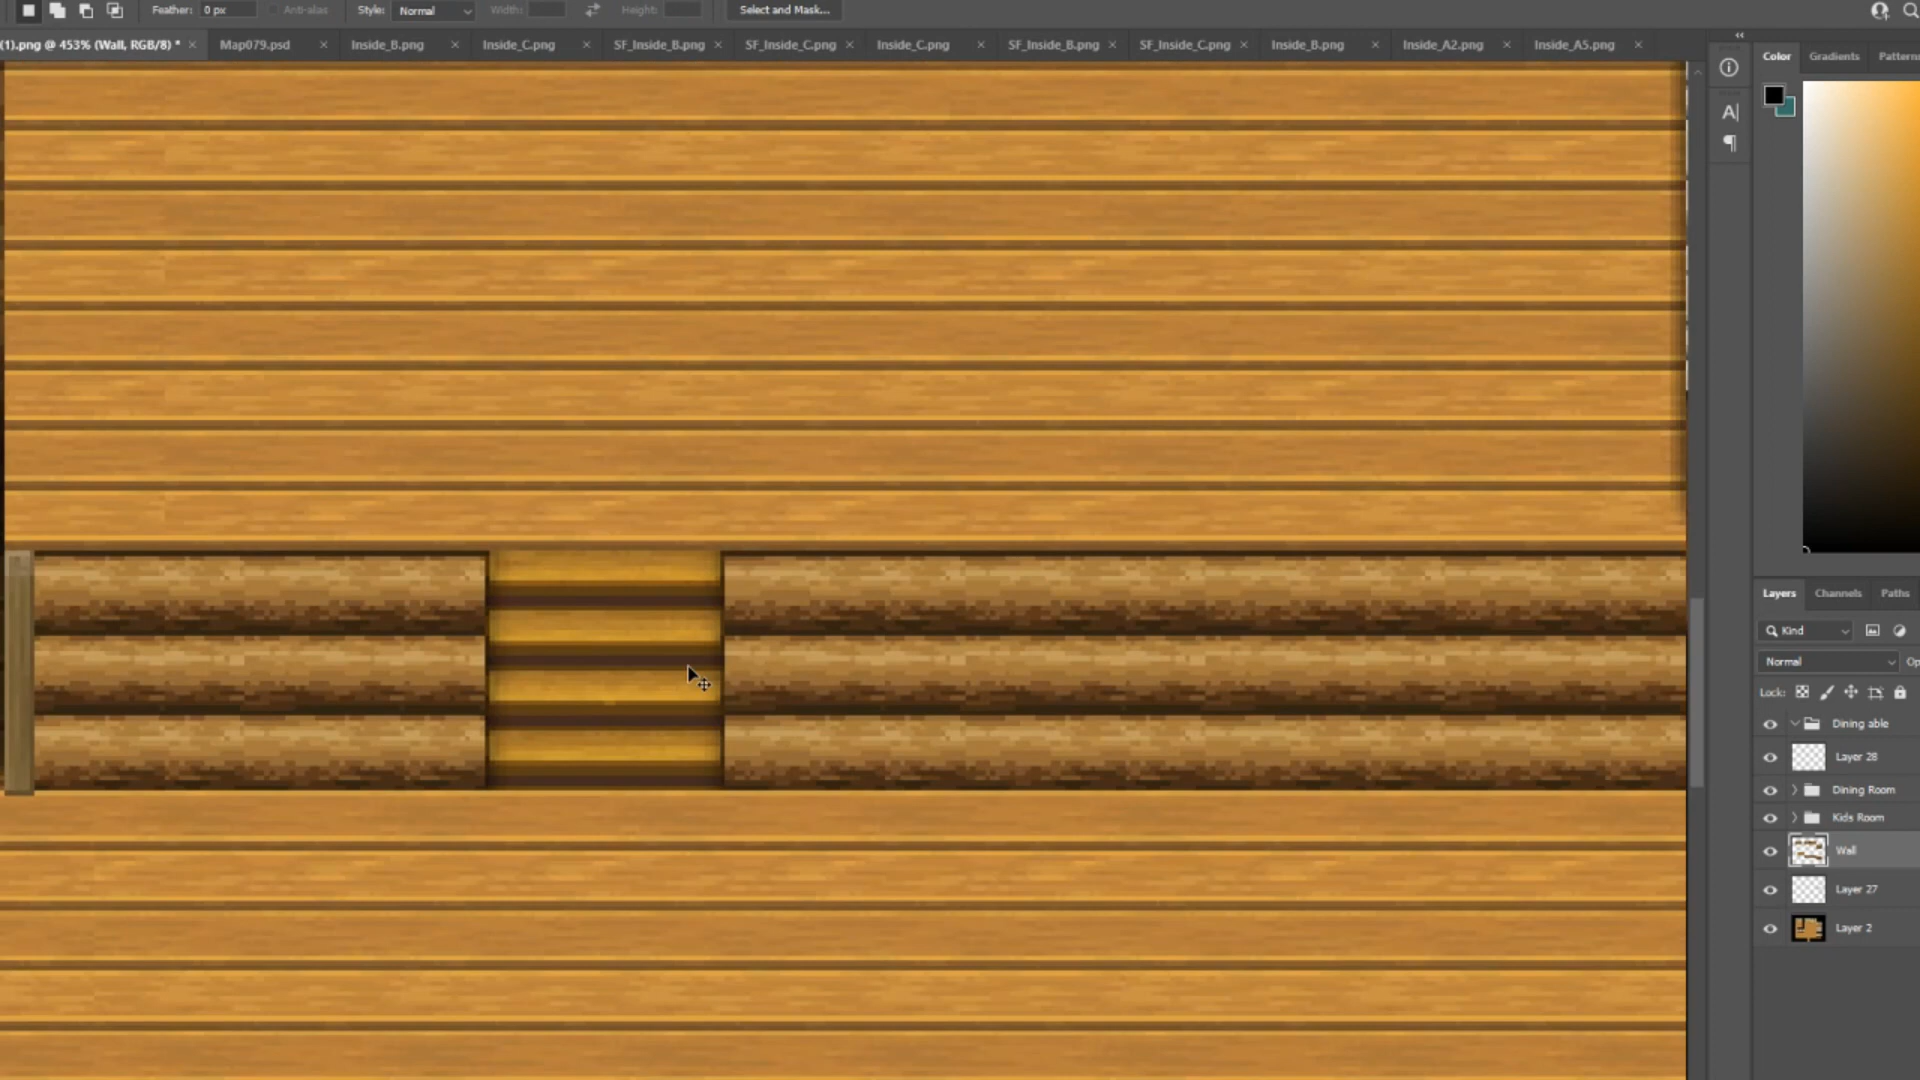 Feather: 0 px Anti-alias Style: Normal Width: Height: Select and Mask...
(1).png @ 453% (Wall, RGB/8) * Map079.psd Inside_B.png Inside_C.png SF_Inside_B.png SF_Inside_C.png Inside_C.png SF_Inside_B.png SF_Inside_C.png Inside_B.png Inside_A2.png Inside_A5.png
Color Gradients Pattern
Layers Channels Paths
Kind
Normal Op
Lock:
Dining able
Layer 28
Dining Room
Kids Room
Wall
Layer 27
Layer 2